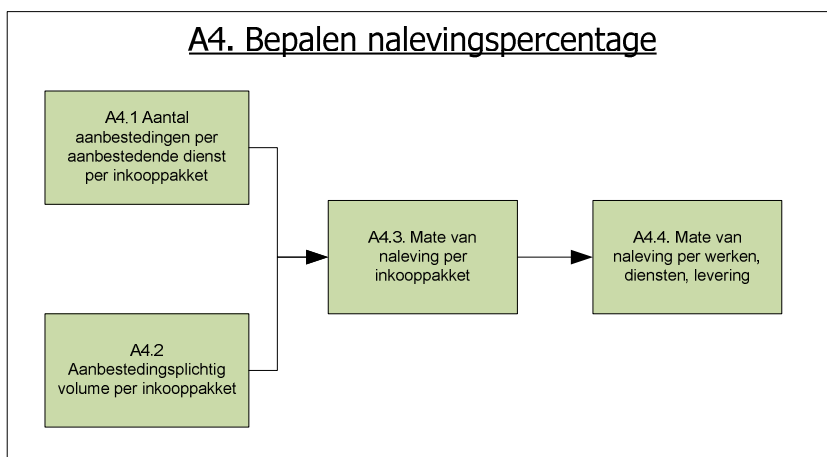 A4. Bepalen nalevingspercentage
A4.1 Aantal
aanbestedingen per
aanbestedende dienst
per inkooppakket
A4.2
Aanbestedingsplichtig
volume per inkooppakket
A4.3. Mate van
naleving per
inkooppakket
A4.4. Mate van
naleving per werken,
diensten, levering